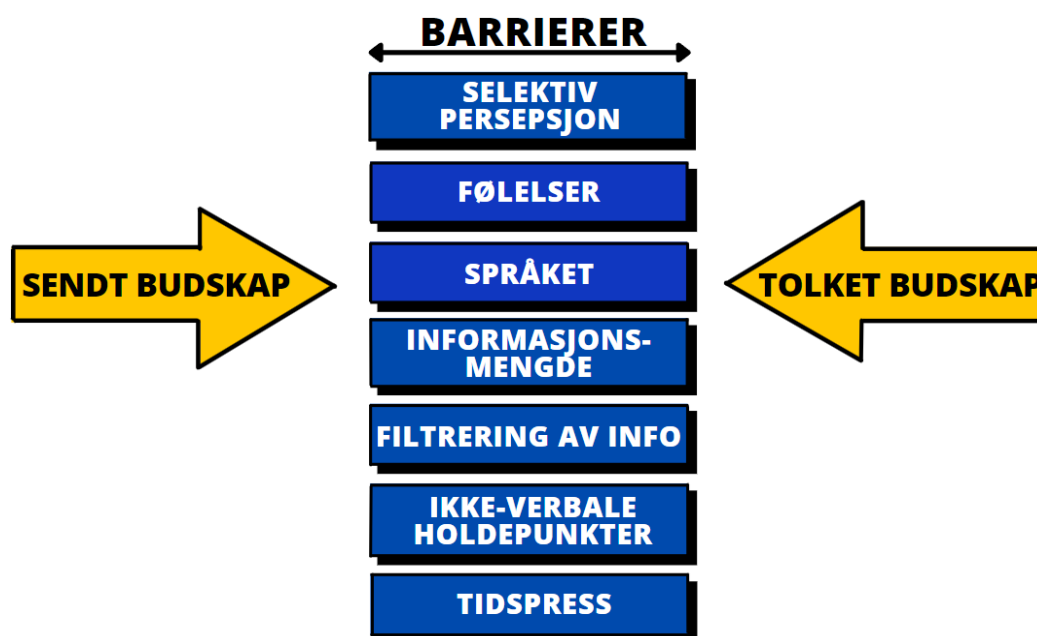 BARRIERER
SELEKTIV
PERSEPSJON
FØLELSER
SPRÅKET
SENDT BUDSKAP
TOLKET BUDSKAP
INFORMASJONS-
MENGDE
FILTRERING AV INFO
IKKE-VERBALE
HOLDEPUNKTER
TIDSPRESS